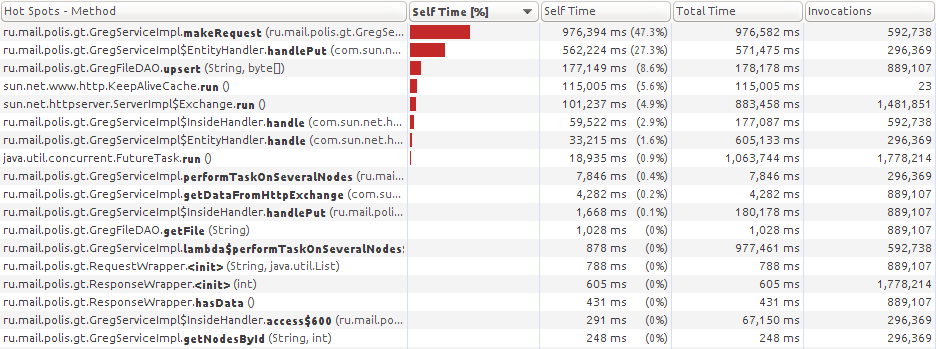 Hot Spots - Method Self Time [%] Self Time Total Time Invocations
ru.mail.polis.gt.GregServiceImpl.makeRequest (ru.mail.polis.gt.GregSe... 976,394 ms (47.3%) 976,582 ms 592,738
ru.mail.polis.gt.GregServiceImpl$EntityHandler.handlePut (com.sun.n... 562,224 ms (27.3%) 571,475 ms 296,369
ru.mail.polis.gt.GregFileDAO.upsert (String, byte[]) 177,149 ms (8.6%) 178,178 ms 889,107
sun.net.www.http.KeepAliveCache.run () 115,005 ms (5.6%) 115,005 ms 23
sun.net.httpserver.ServerImpl$Exchange.run () 101,237 ms (4.9%) 883,458 ms 1,481,851
ru.mail.polis.gt.GregServiceImpl$InsideHandler.handle (com.sun.net.h... 59,522 ms (2.9%) 177,087 ms 592,738
ru.mail.polis.gt.GregServiceImpl$EntityHandler.handle (com.sun.net.h... 33,215 ms (1.6%) 605,133 ms 296,369
java.util.concurrent.FutureTask.run () 18,935 ms (0.9%) 1,063,744 ms 1,778,214
ru.mail.polis.gt.GregServiceImpl.performTaskOnSeveralNodes (ru.mai... 7,846 ms (0.4%) 7,846 ms 296,369
ru.mail.polis.gt.GregServiceImpl.getDataFromHttpExchange (com.su... 4,282 ms (0.2%) 4,282 ms 889,107
ru.mail.polis.gt.GregServiceImpl$InsideHandler.handlePut (ru.mail.poli... 1,668 ms (0.1%) 180,178 ms 889,107
ru.mail.polis.gt.GregFileDAO.getFile (String) 1,028 ms (0%) 1,028 ms 889,107
ru.mail.polis.gt.GregServiceImpl.lambda$performTaskOnSeveralNodes$ 878 ms (0%) 977,461 ms 592,738
ru.mail.polis.gt.RequestWrapper.<init> (String, java.util.List) 788 ms (0%) 788 ms 889,107
ru.mail.polis.gt.ResponseWrapper.<init> (int) 605 ms (0%) 605 ms 1,778,214
ru.mail.polis.gt.ResponseWrapper.hasData () 431 ms (0%) 431 ms 889,107
ru.mail.polis.gt.GregServiceImpl$InsideHandler.access$600 (ru.mail.po... 291 ms (0%) 67,150 ms 296,369
ru.mail.polis.gt.GregServiceImpl.getNodesById (String, int) 248 ms (0%) 248 ms 296,369